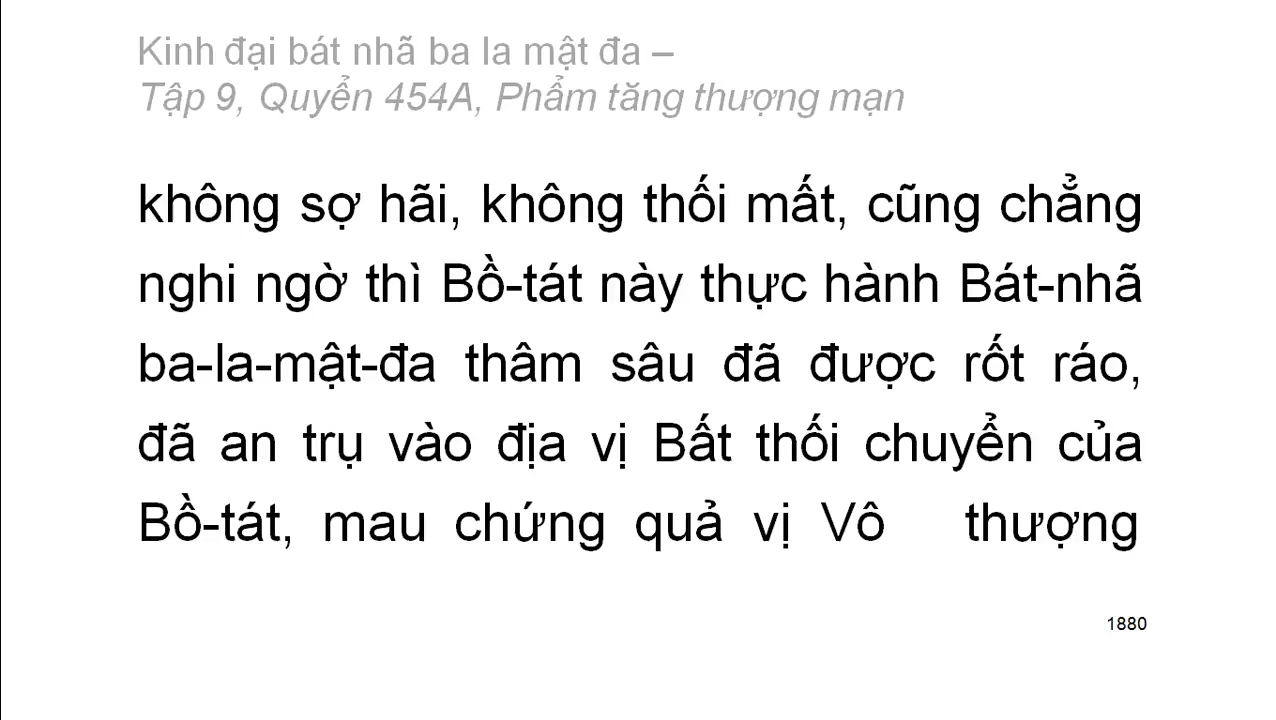 Kinh đại bát nhã ba la mật đa –
Tập 9, Quyển 454A, Phẩm tăng thượng mạn
không sợ hãi, không thối mất, cũng chẳng
nghi ngờ thì Bồ-tát này thực hành Bát-nhã
ba-la-mật-đa thâm sâu đã được rốt ráo,
đã an trụ vào địa vị Bất thối chuyển của
Bồ-tát, mau chứng quả vị Vô thượng
1880